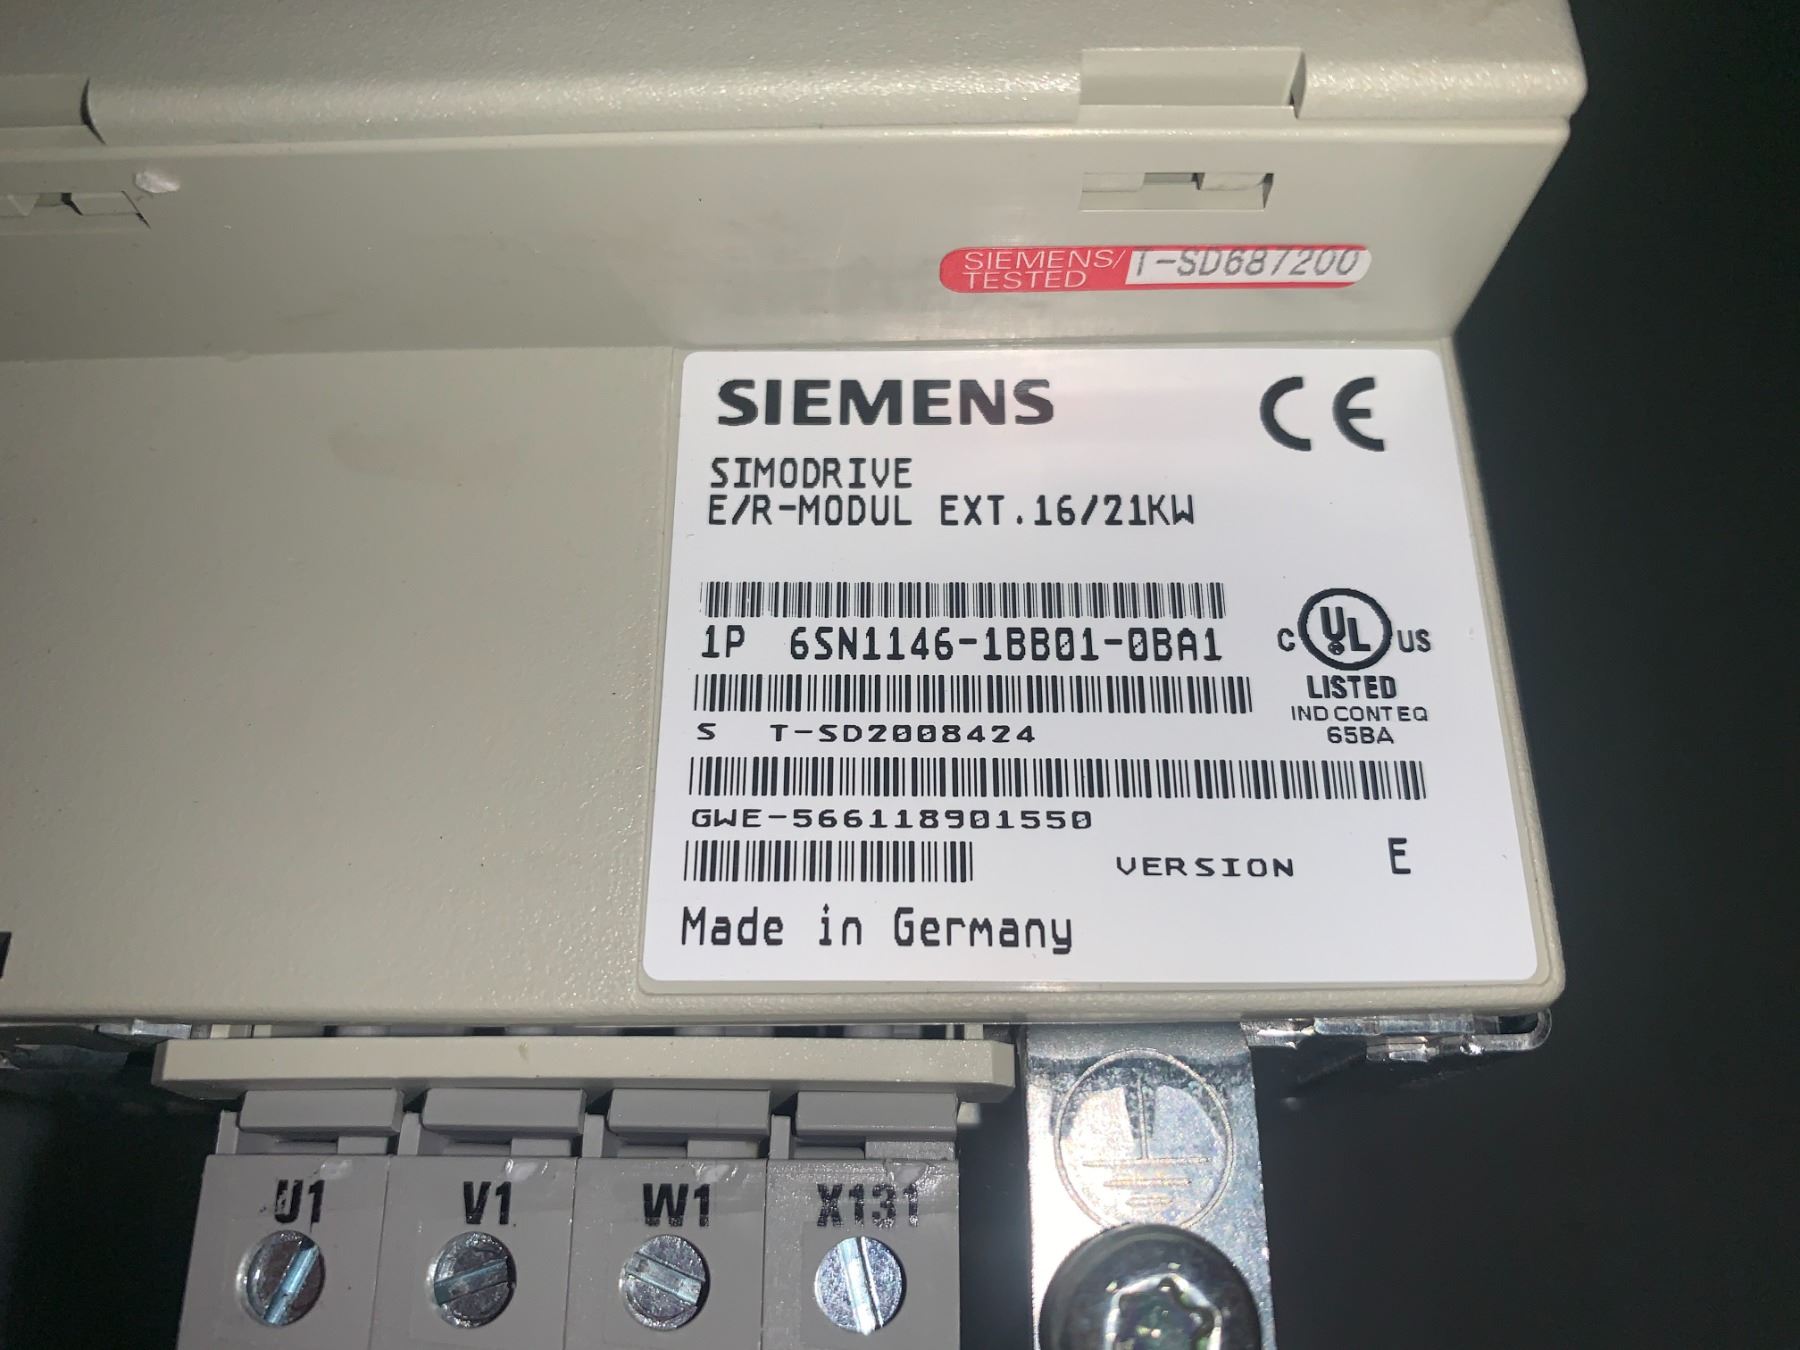 SIEMENS/
TESTED
T-SD687200
SIEMENS
CE
SIMODRIVE
E/R-MODUL EXT.16/21KW
1P 6SN1146-1BB01-0BA1
C UL US
LISTED
IND CONT EQ
65BA
S T-SD2008424
GWE-566118901550
VERSION E
Made in Germany
U1 V1 W1 X131